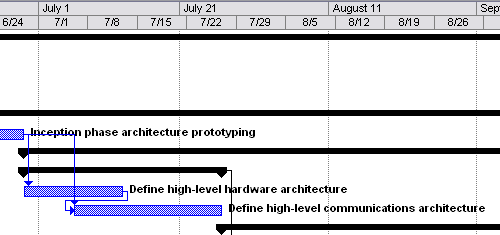 July 1 July 21 August 11 Sept
6/24 7/1 7/8 7/15 7/22 7/29 8/5 8/12 8/19 8/26
Inception phase architecture prototyping
Define high-level hardware architecture
Define high-level communications architecture